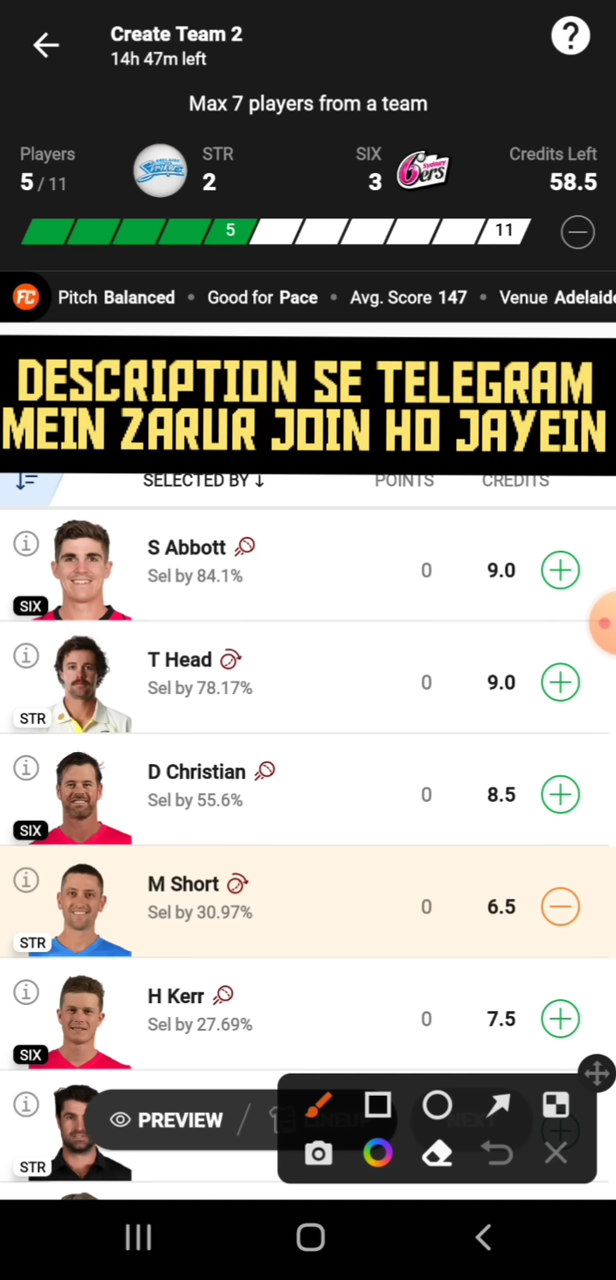 Create Team 2
14h 47m left
Max 7 players from a team
Players STR SIX Credits Left
5 / 11 2 3 58.5
5 11
FC Pitch Balanced • Good for Pace • Avg. Score 147 • Venue Adelaid
DESCRIPTION SE TELEGRAM
MEIN ZARUR JOIN HO JAYEIN
SELECTED BY ↓ POINTS CREDITS
S Abbott
Sel by 84.1% 0 9.0
SIX
T Head
Sel by 78.17% 0 9.0
STR
D Christian
Sel by 55.6% 0 8.5
SIX
M Short
Sel by 30.97% 0 6.5
STR
H Kerr
Sel by 27.69% 0 7.5
SIX
PREVIEW / LINEUP NEXT
STR